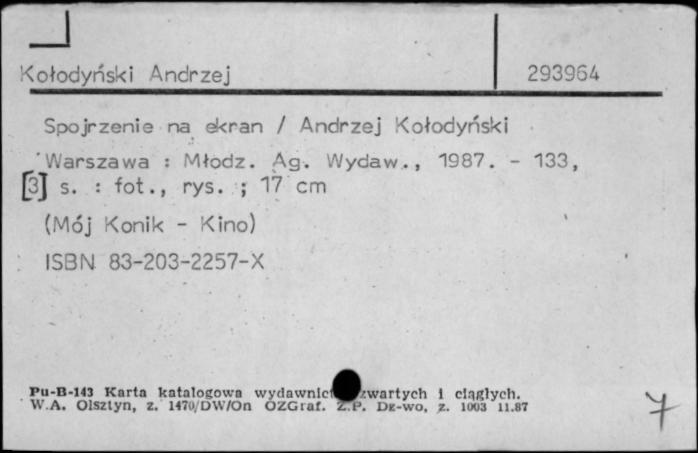 Kołodyński Andrzej 293964
Spojrzenie na ekran / Andrzej Kołodyński
Warszawa : Młodz. Ag. Wydaw., 1987. - 133,
[3] s. : fot., rys. ; 17 cm
(Mój Konik - Kino)
ISBN 83-203-2257-X
Pu-B-143 Karta katalogowa wydawnict zwartych i ciągłych.
W.A. Olsztyn, z. 1470/DW/On OZGraf. Z.P. Dz-wo, z. 1003 11.87
7